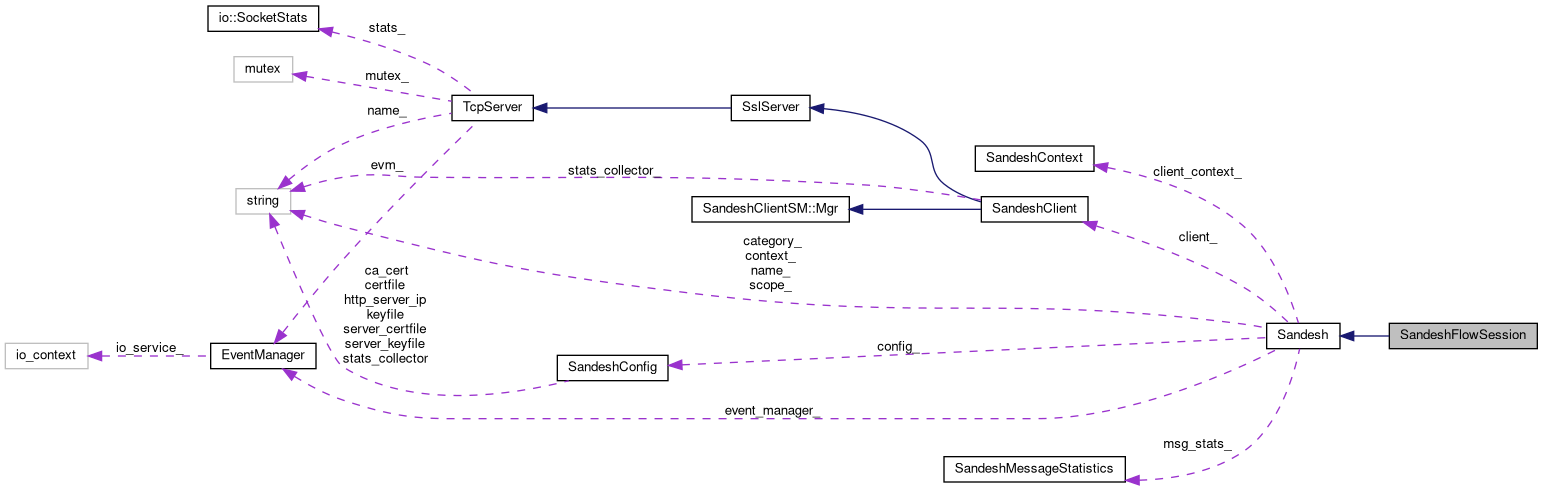 io::SocketStats
stats_
mutex
mutex_
TcpServer
SslServer
name_
SandeshContext
evm_
stats_collector_
client_context_
string
SandeshClientSM::Mgr
SandeshClient
client_
category_
context_
name_
scope_
ca_cert
certfile
http_server_ip
keyfile
server_certfile
server_keyfile
stats_collector
Sandesh
SandeshFlowSession
io_context
io_service_
EventManager
config_
SandeshConfig
event_manager_
msg_stats_
SandeshMessageStatistics